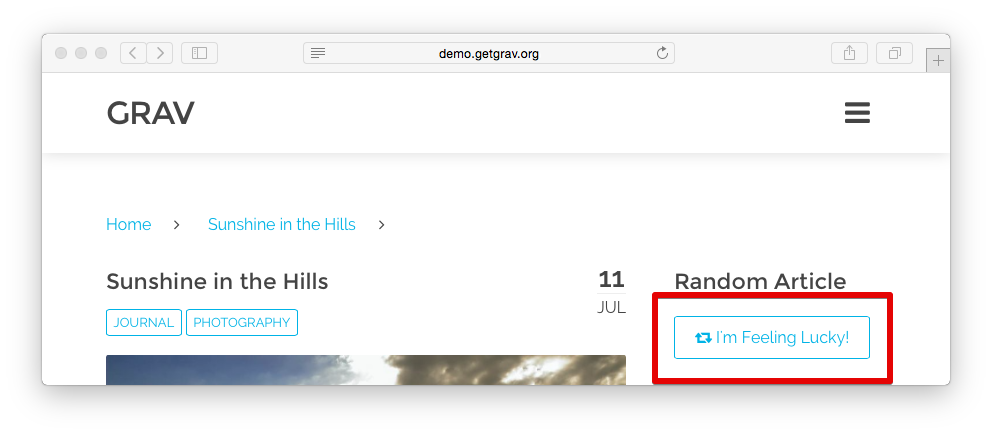 demo.getgrav.org
GRAV
Home > Sunshine in the Hills >
Sunshine in the Hills
JOURNAL PHOTOGRAPHY
11
JUL
Random Article
I'm Feeling Lucky!